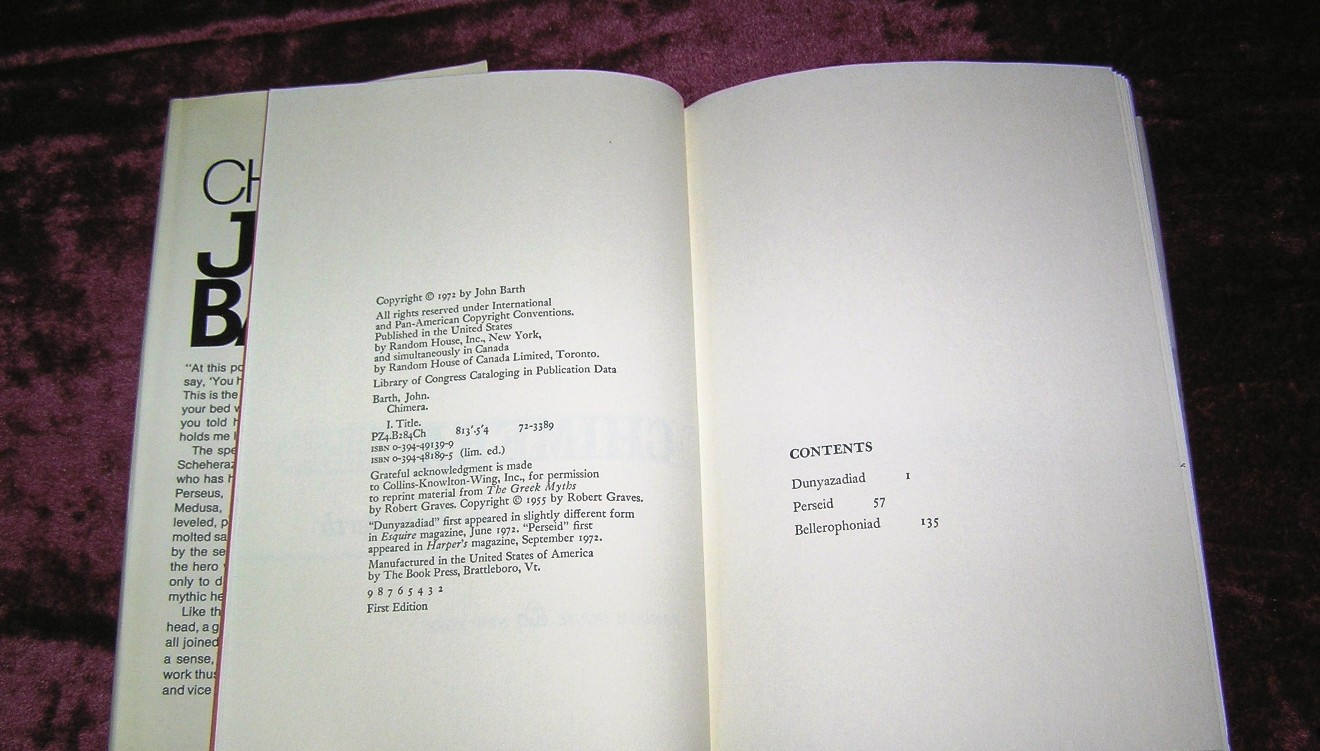 CH
J
BA
"At this po
say, 'You h
This is the
your bed w
you told h
holds me l
The spe
Scheheraz
who has h
Perseus,
Medusa,
leveled, p
molted sa
by the se
the hero
only to d
mythic he
Like th
head, a g
all joined
a sense,
work thus
and vice
Copyright © 1972 by John Barth
All rights reserved under International
and Pan-American Copyright Conventions.
Published in the United States
by Random House, Inc., New York,
and simultaneously in Canada
by Random House of Canada Limited, Toronto.
Library of Congress Cataloging in Publication Data
Barth, John.
Chimera.
I. Title.
PZ4.B284Ch 813'.5'4 72-3389
ISBN 0-394-49139-9
ISBN 0-394-48189-5 (lim. ed.)
Grateful acknowledgment is made
to Collins-Knowlton-Wing, Inc., for permission
to reprint material from The Greek Myths
by Robert Graves. Copyright © 1955 by Robert Graves.
"Dunyazadiad" first appeared in slightly different form
in Esquire magazine, June 1972. "Perseid" first
appeared in Harper's magazine, September 1972.
Manufactured in the United States of America
by The Book Press, Brattleboro, Vt.
9 8 7 6 5 4 3 2
First Edition
CONTENTS
Dunyazadiad 1
Perseid 57
Bellerophoniad 135